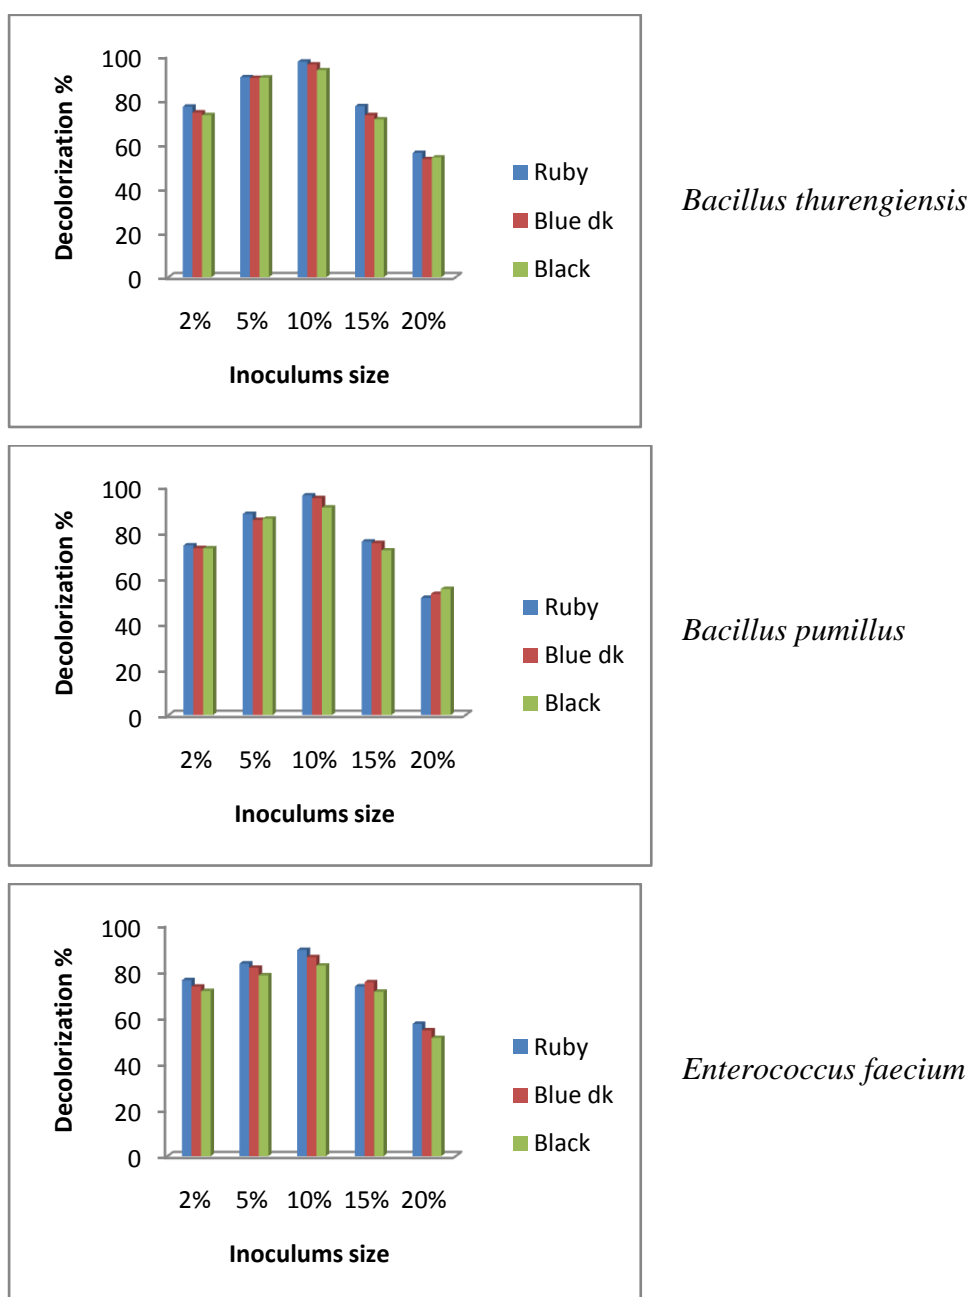 100
80
60
40
20
0
Decolorization %
2% 5% 10% 15% 20%
Inoculums size
Ruby
Blue dk
Black
Bacillus thurengiensis
100
80
60
40
20
0
Decolorization %
2% 5% 10% 15% 20%
Inoculums size
Ruby
Blue dk
Black
Bacillus pumillus
100
80
60
40
20
0
Decolorization %
2% 5% 10% 15% 20%
Inoculums size
Ruby
Blue dk
Black
Enterococcus faecium